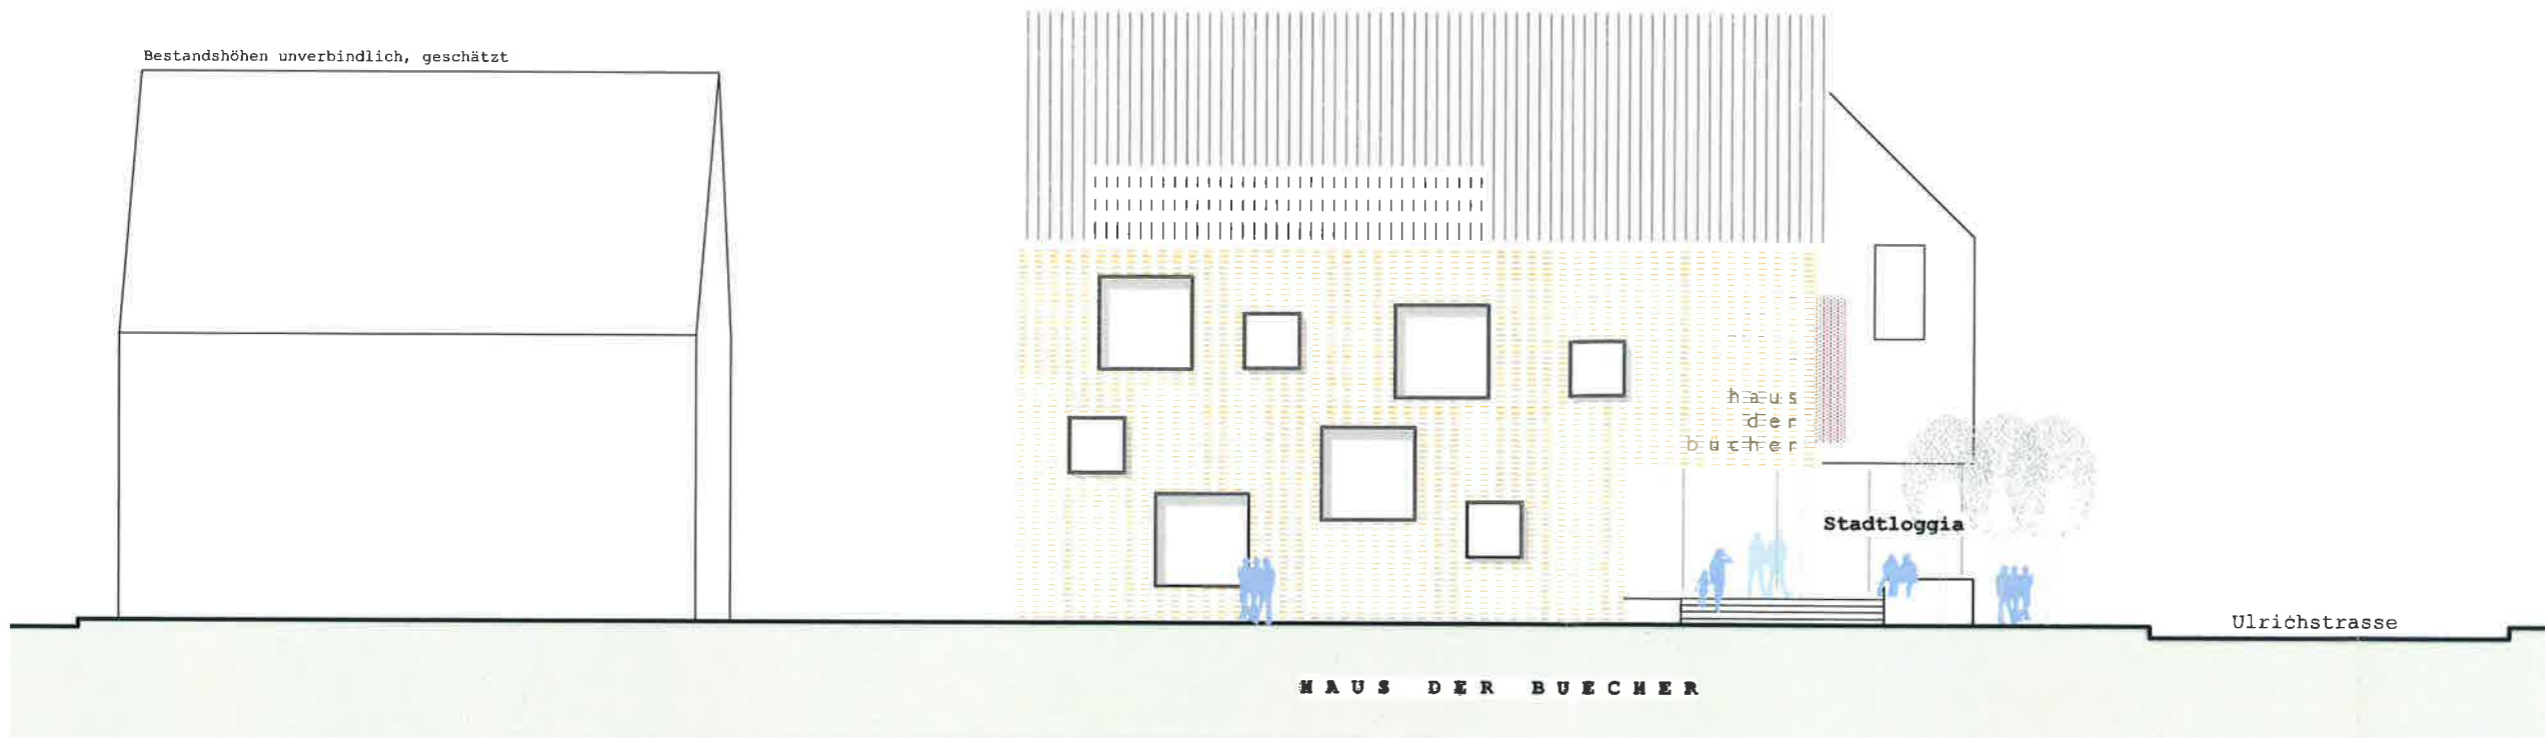 Bestandshöhen unverbindlich, geschätzt
haus
der
bucher
Stadtloggia
Ulrichstrasse
HAUS DER BUECHER